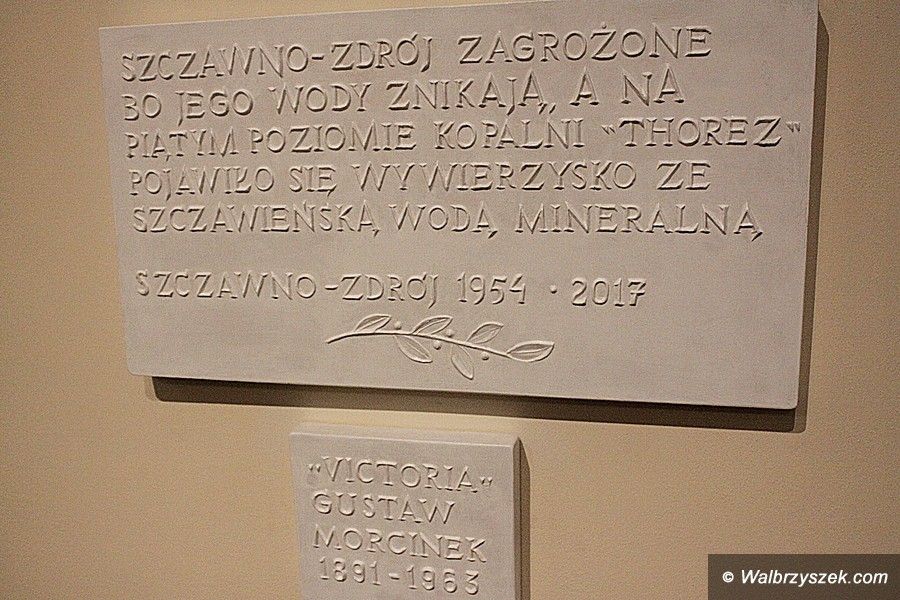 SZCZAWNO-ZDRÓJ ZAGROŻONE
BO JEGO WODY ZNIKAJĄ, A NA
PIĄTYM POZIOMIE KOPALNI "THOREZ"
POJAWIŁO SIĘ WYWIERZYSKO ZE
SZCZAWIEŃSKĄ WODĄ MINERALNĄ
SZCZAWNO-ZDRÓJ 1954 · 2017
"VICTORIA"
GUSTAW
MORCINEK
1891-1963
© Walbrzyszek.com